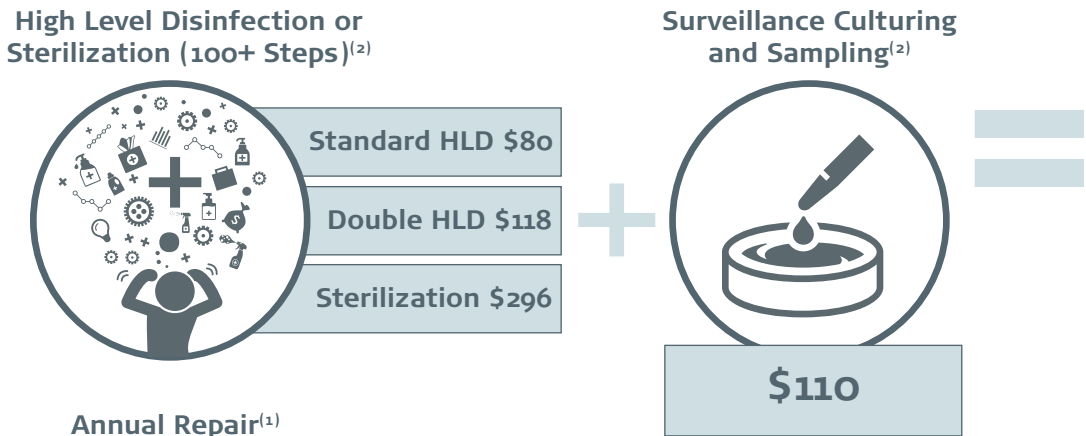 High Level Disinfection or
Sterilization (100+ Steps)(2)
Standard HLD $80
Double HLD $118
Sterilization $296
Surveillance Culturing
and Sampling(2)
$110
Annual Repair(1)